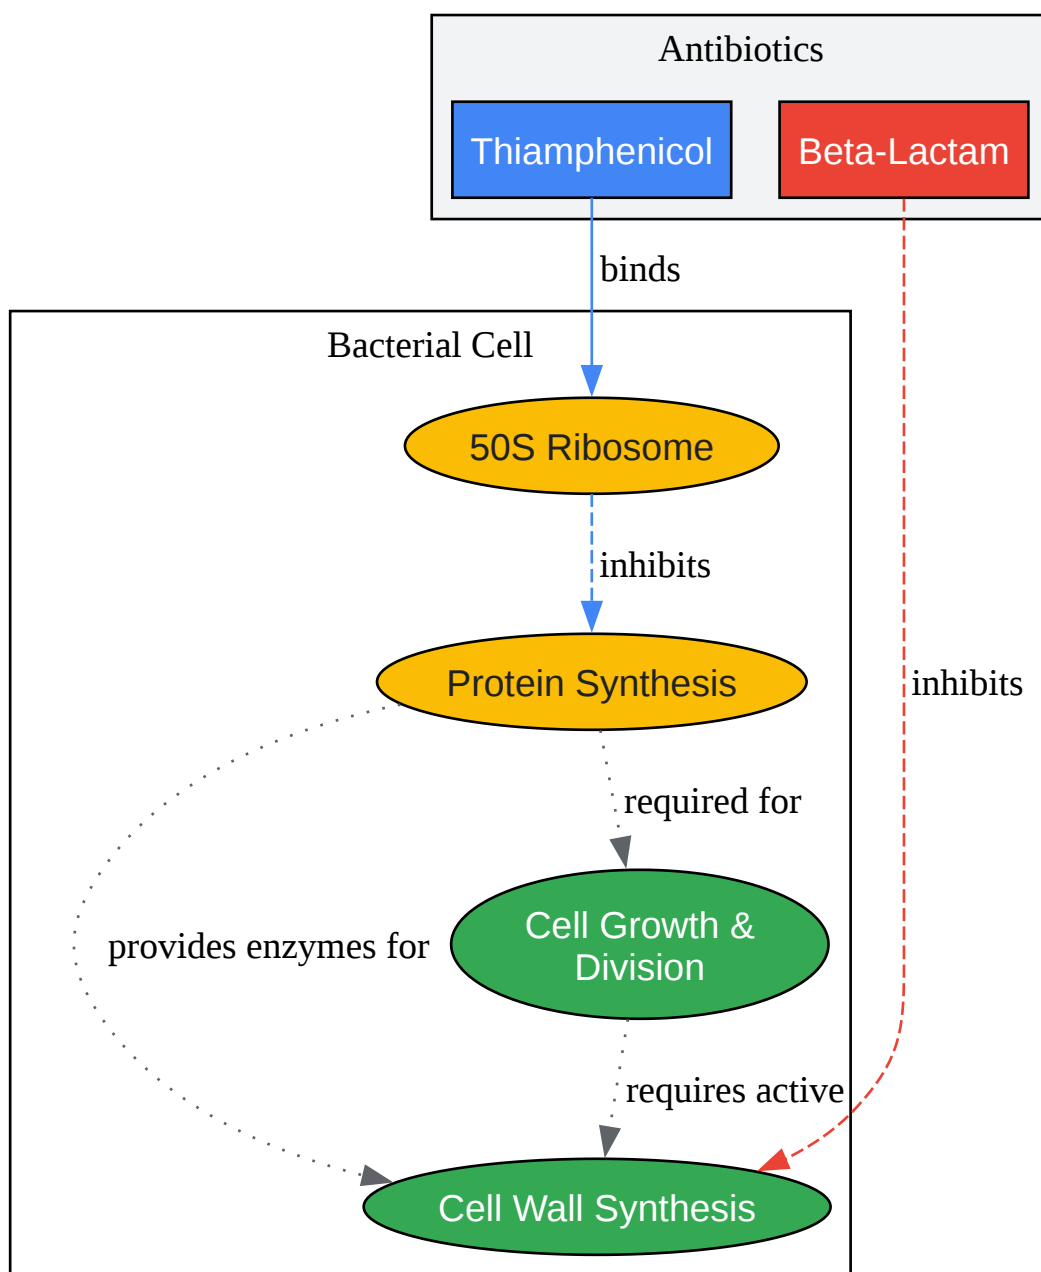 Antibiotics
Thiamphenicol
Beta-Lactam
binds
Bacterial Cell
50S Ribosome
inhibits
Protein Synthesis
inhibits
required for
provides enzymes for
Cell Growth &
Division
requires active
Cell Wall Synthesis